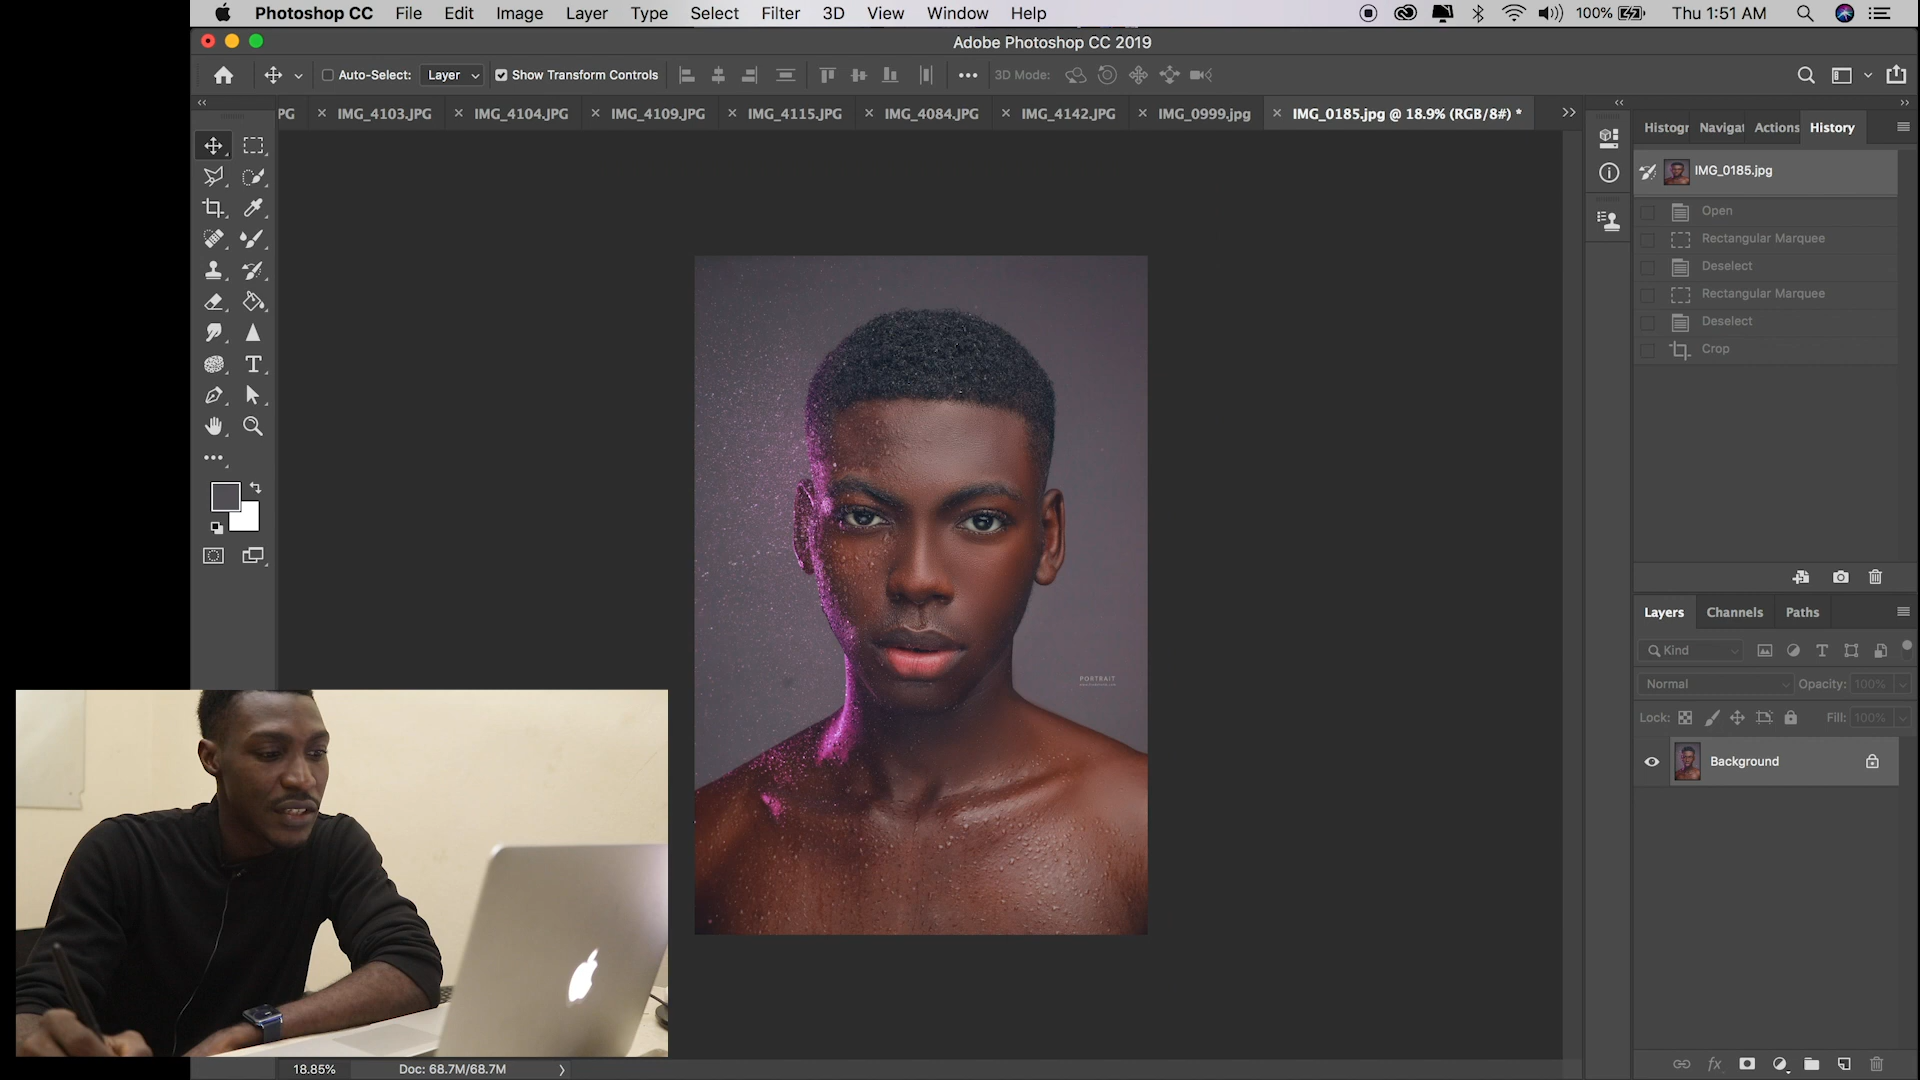 Photoshop CC File Edit Image Layer Type Select Filter 3D View Window Help 100% Thu 1:51 AM
Adobe Photoshop CC 2019
Auto-Select: Layer Show Transform Controls 3D Mode:
PG IMG_4103.JPG IMG_4104.JPG IMG_4109.JPG IMG_4115.JPG IMG_4084.JPG IMG_4142.JPG IMG_0999.jpg IMG_0185.jpg @ 18.9% (RGB/8#) *
Histogr Navigat Actions History
IMG_0185.jpg
Open
Rectangular Marquee
Deselect
Rectangular Marquee
Deselect
Crop
Layers Channels Paths
Kind
Normal Opacity: 100%
Lock: Fill: 100%
Background
fx
PORTRAIT
18.85% Doc: 68.7M/68.7M